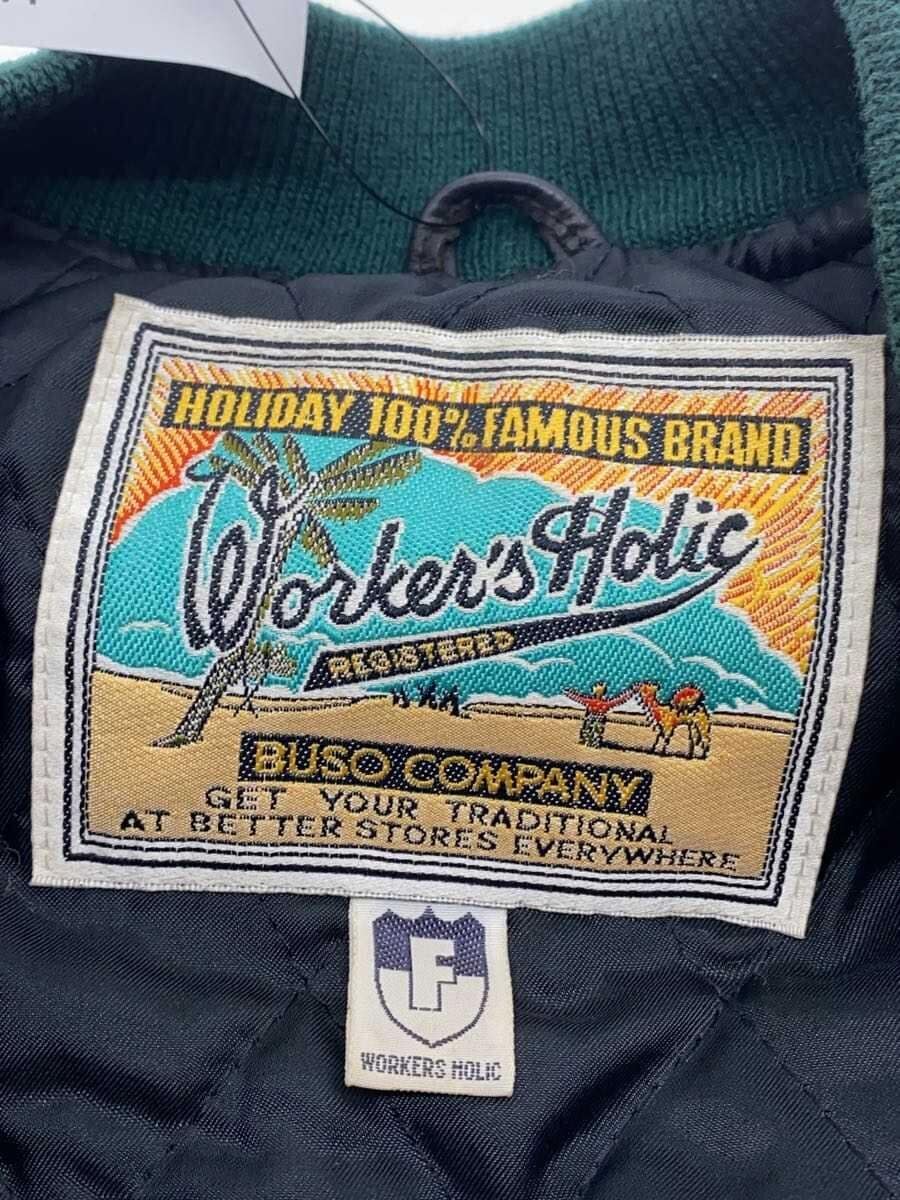 HOLIDAY 100% FAMOUS BRAND
Worker's Holic
REGISTERED
BUSO COMPANY
GET YOUR TRADITIONAL
AT BETTER STORES EVERYWHERE
F
WORKERS HOLIC